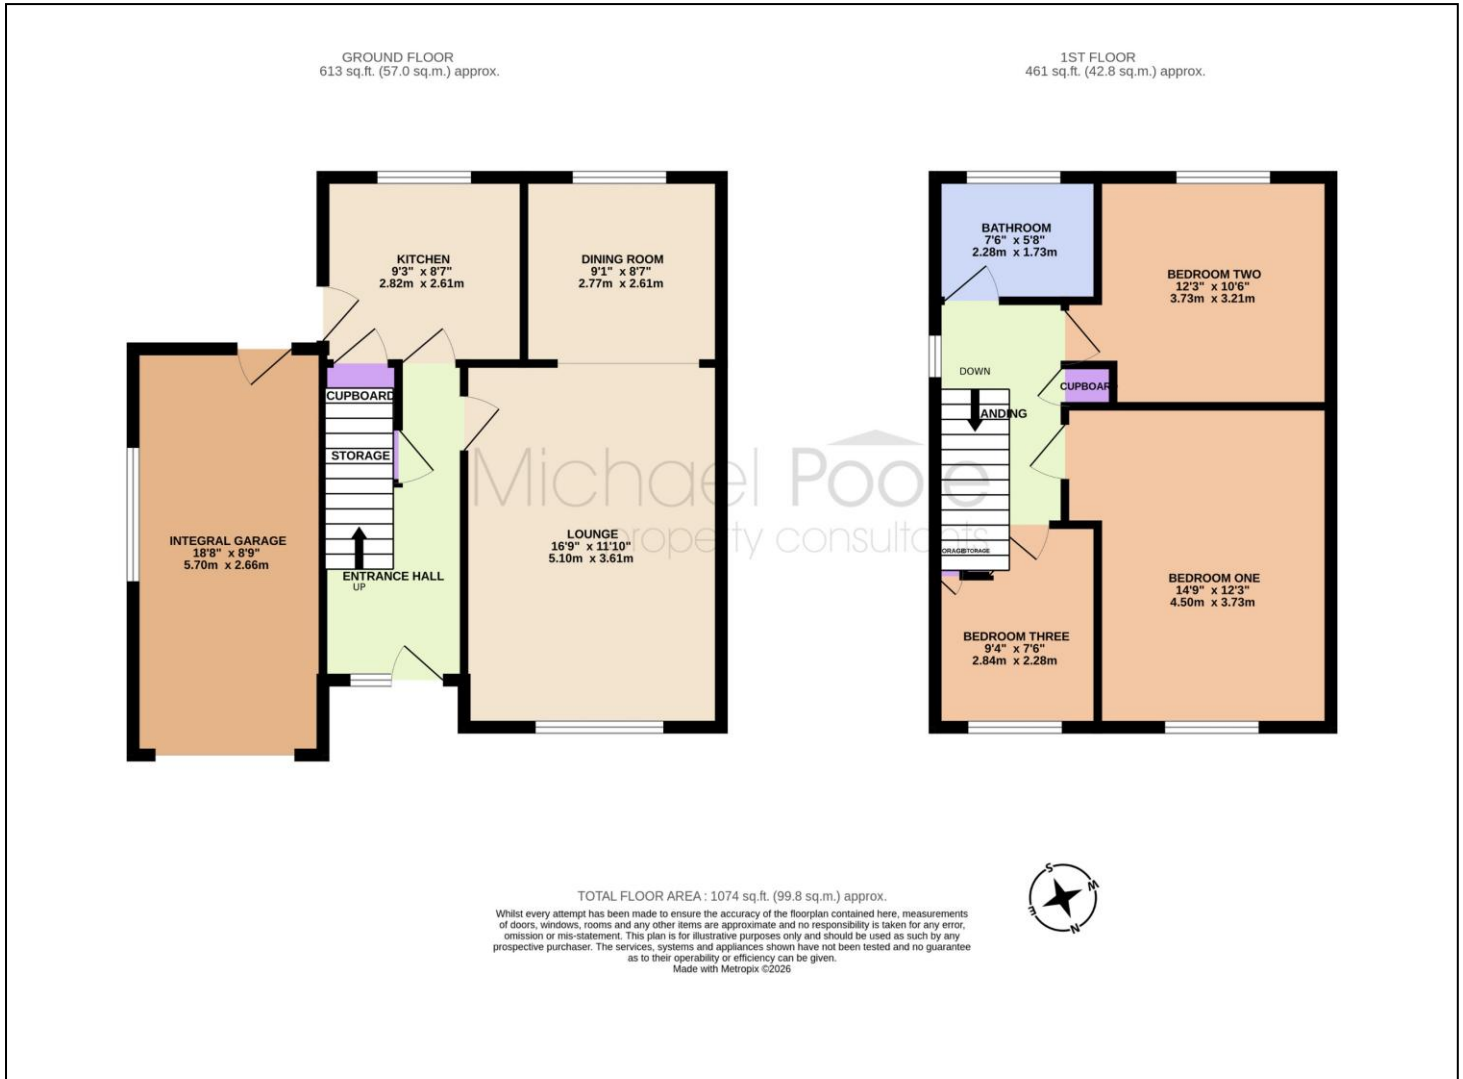 GROUND FLOOR
613 sq.ft. (57.0 sq.m.) approx.
1ST FLOOR
461 sq.ft. (42.8 sq.m.) approx.
KITCHEN
9'3" x 8'7"
2.82m x 2.61m
DINING ROOM
9'1" x 8'7"
2.77m x 2.61m
CUPBOARD
STORAGE
INTEGRAL GARAGE
18'8" x 8'9"
5.70m x 2.66m
LOUNGE
16'9" x 11'10"
5.10m x 3.61m
ENTRANCE HALL
UP
BATHROOM
7'6" x 5'8"
2.28m x 1.73m
BEDROOM TWO
12'3" x 10'6"
3.73m x 3.21m
DOWN
CUPBOARD
LANDING
ORAGE STORAGE
BEDROOM ONE
14'9" x 12'3"
4.50m x 3.73m
BEDROOM THREE
9'4" x 7'6"
2.84m x 2.28m
Michael Poole
property consultants
S
W
E
N
TOTAL FLOOR AREA : 1074 sq.ft. (99.8 sq.m.) approx.
Whilst every attempt has been made to ensure the accuracy of the floorplan contained here, measurements
of doors, windows, rooms and any other items are approximate and no responsibility is taken for any error,
omission or mis-statement. This plan is for illustrative purposes only and should be used as such by any
prospective purchaser. The services, systems and appliances shown have not been tested and no guarantee
as to their operability or efficiency can be given.
Made with Metropix ©2026